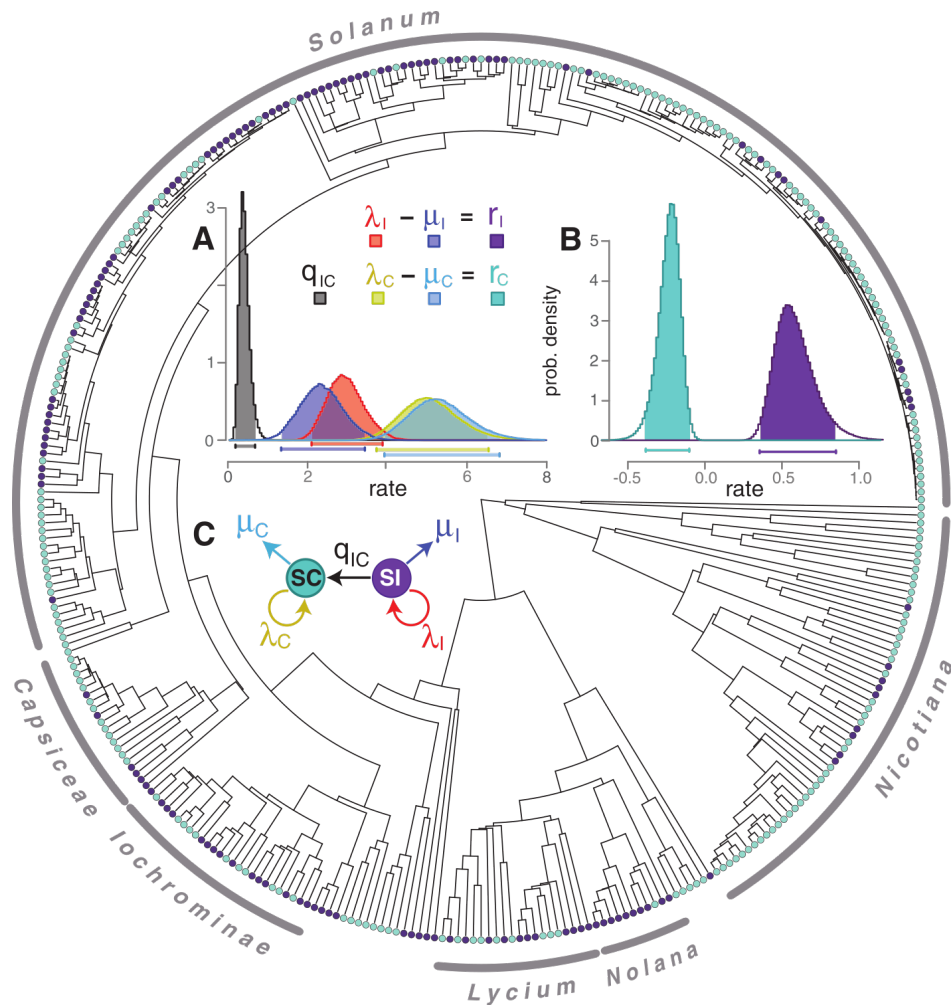 Solanum
A
3
1
0
0
2
4
6
8
rate
λI − μI = rI
qIC
λC − μC = rC
B
prob. density
5
4
3
2
1
0
-0.5
0.0
0.5
1.0
rate
C
μC
qIC
μI
SC
SI
λC
λI
Capsiceae
Iochrominae
Lycium
Nolana
Nicotiana